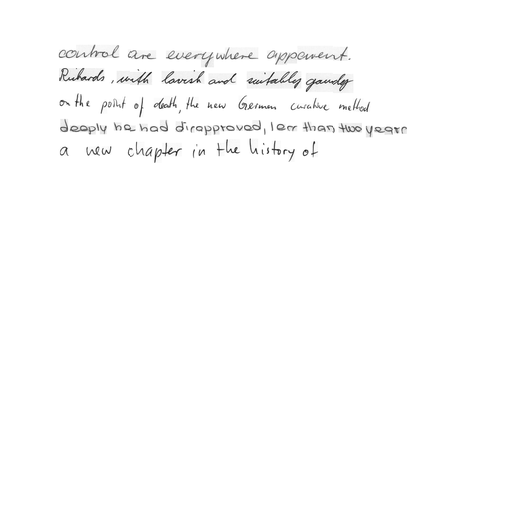 control are everywhere apparent.
Richards, with lavish and suitably gaudy
on the point of death, the new German curative method
deeply he had disapproved, less than two years
a new chapter in the history of